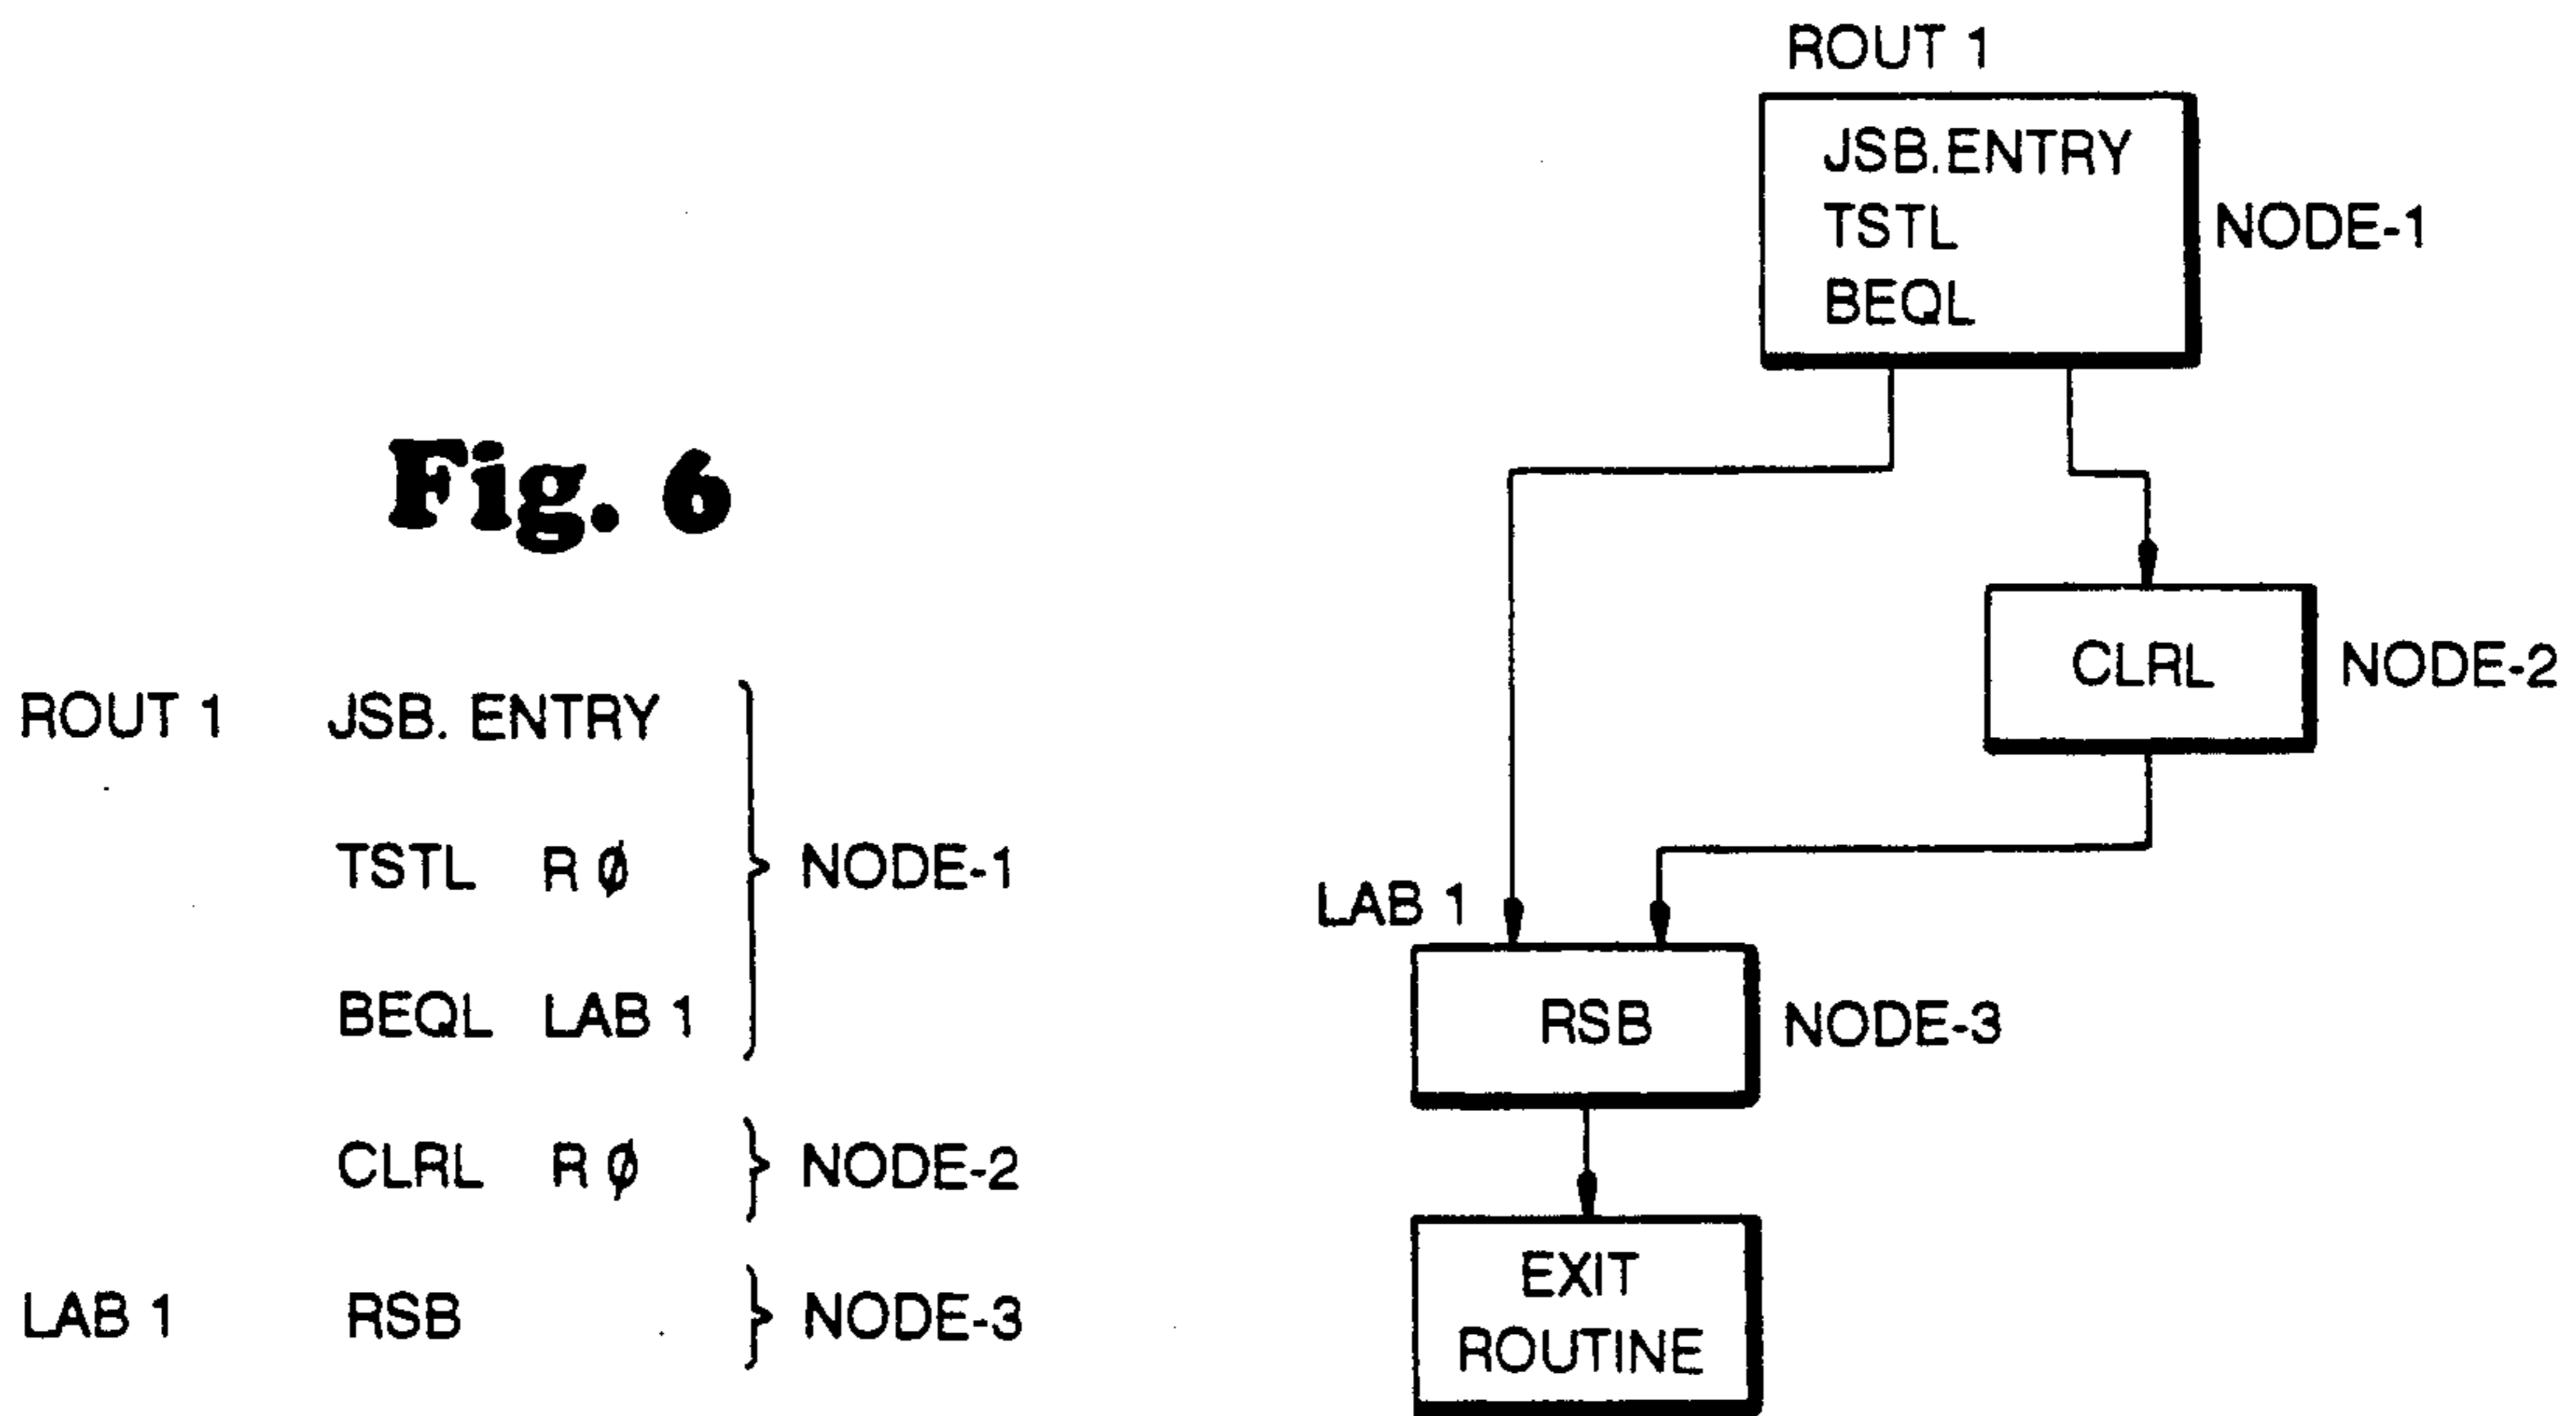 Fig. 6
ROUT 1 JSB. ENTRY
TSTL R Ø
BEQL LAB 1
NODE-1
CLRL R Ø NODE-2
LAB 1 RSB NODE-3
ROUT 1
JSB.ENTRY
TSTL
BEQL
NODE-1
CLRL
NODE-2
LAB 1
RSB
NODE-3
EXIT
ROUTINE